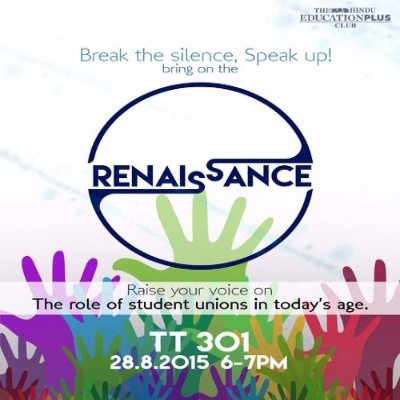 THE HINDU
EDUCATIONPLUS
CLUB
Break the silence, Speak up!
bring on the
RENAISSANCE
Raise your voice on
The role of student unions in today's age.
TT 301
28.8.2015 6-7PM